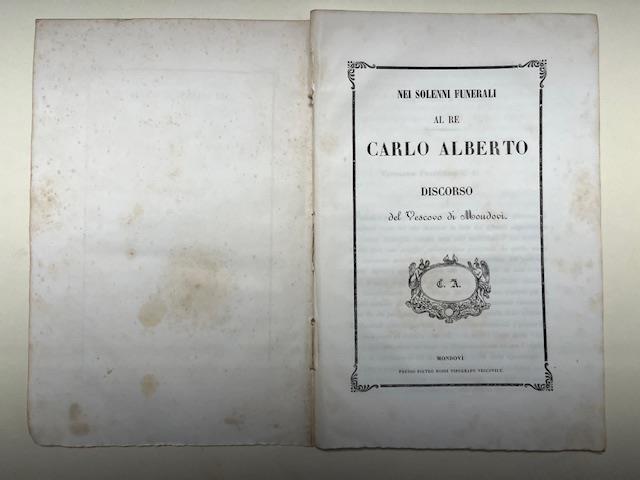 NEI SOLENNI FUNERALI
AL RE
CARLO ALBERTO
DISCORSO
del Vescovo di Mondovì.
C. A.
MONDOVÌ
PRESSO PIETRO ROSSI TIPOGRAFO VESCOVILE.